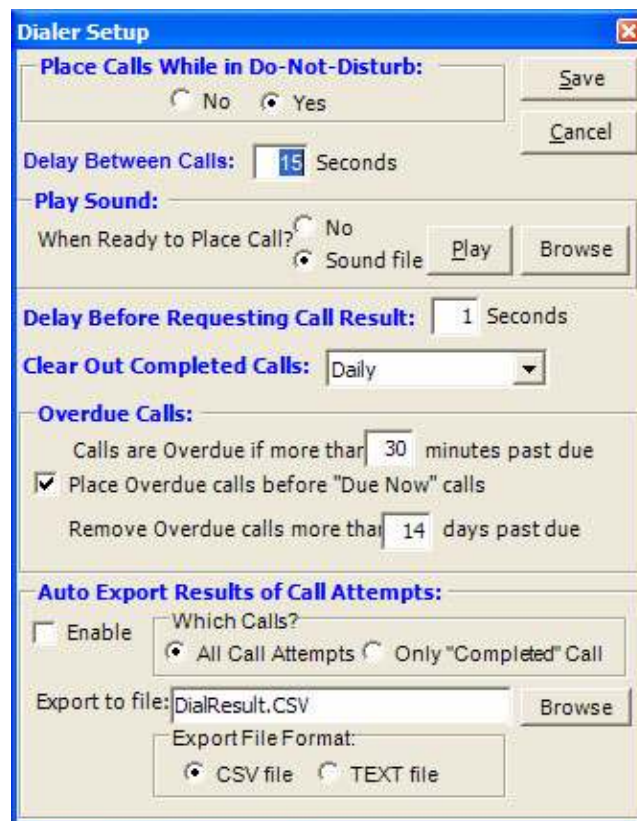 Dialer Setup
Place Calls While in Do-Not-Disturb:
No Yes
Save
Cancel
Delay Between Calls: 15 Seconds
Play Sound:
When Ready to Place Call?
No
Sound file
Play
Browse
Delay Before Requesting Call Result: 1 Seconds
Clear Out Completed Calls: Daily
Overdue Calls:
Calls are Overdue if more than 30 minutes past due
Place Overdue calls before "Due Now" calls
Remove Overdue calls more than 14 days past due
Auto Export Results of Call Attempts:
Enable
Which Calls?
All Call Attempts Only "Completed" Call
Export to file: DialResult.CSV Browse
Export File Format:
CSV file TEXT file